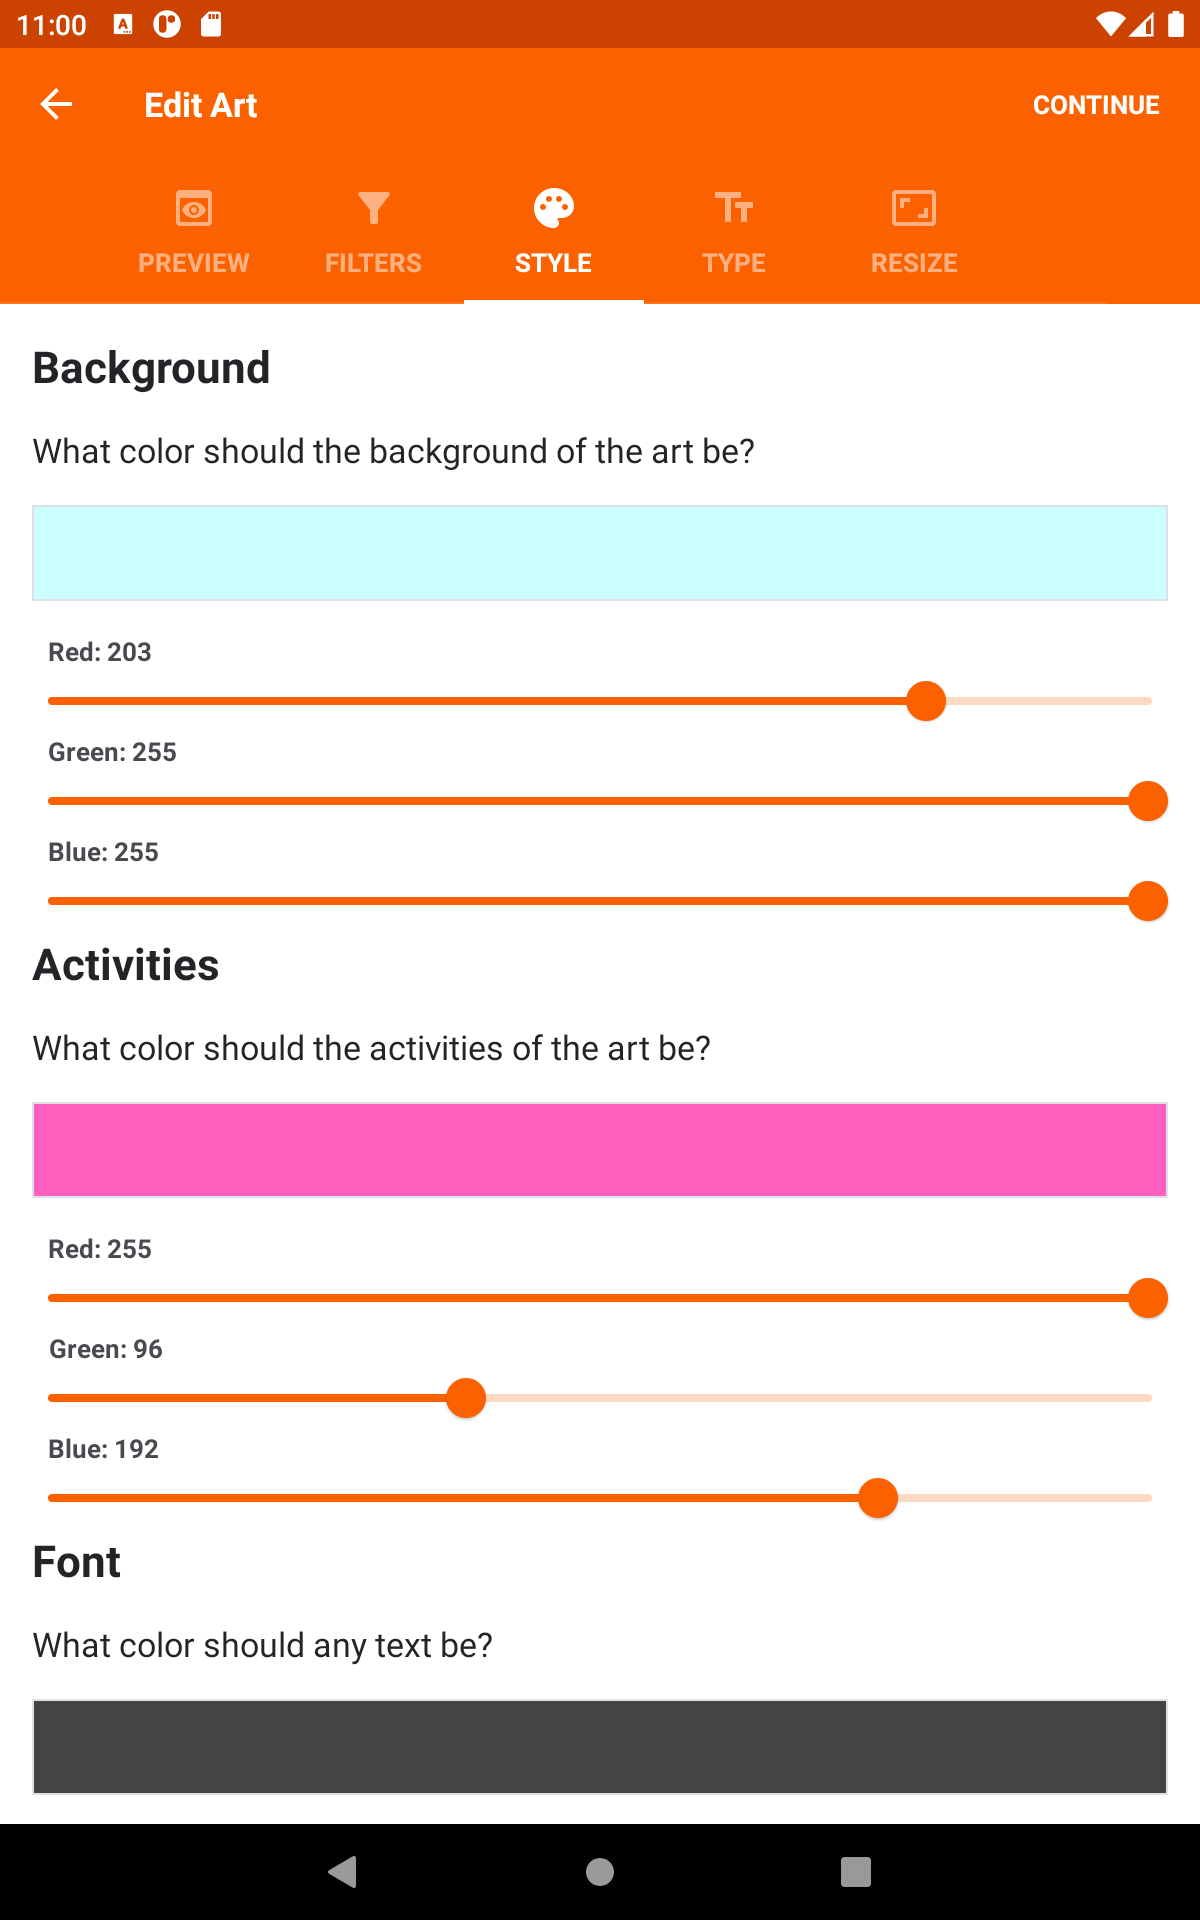 11:00
Edit Art
CONTINUE
PREVIEW FILTERS STYLE TYPE RESIZE
Background
What color should the background of the art be?
Red: 203
Green: 255
Blue: 255
Activities
What color should the activities of the art be?
Red: 255
Green: 96
Blue: 192
Font
What color should any text be?